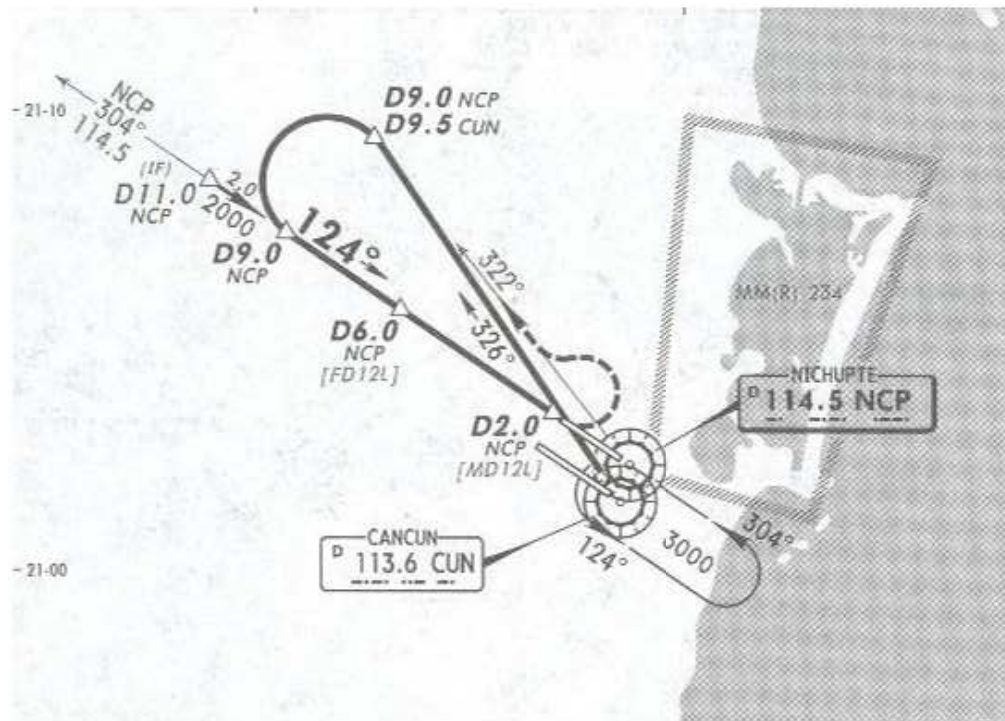 21-10
NCP
304°
114.5
D9.0 NCP
D9.5 CUN
(IF)
D11.0
NCP
2.0
2000
D9.0
NCP
124°
322°
326°
D6.0
NCP
[FD12L]
MM(R) 234
NICHUPTE
D 114.5 NCP
D2.0
NCP
[MD12L]
CANCUN
D 113.6 CUN
304°
3000
124°
21-00